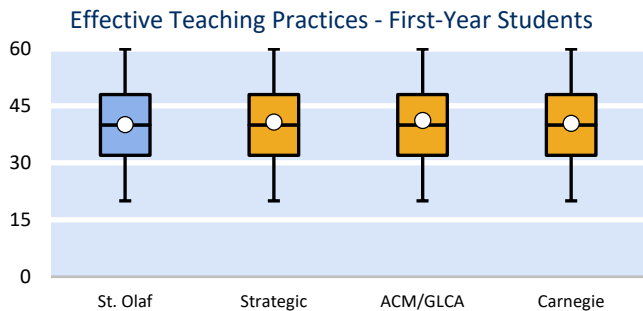 Effective Teaching Practices - First-Year Students
60
45
30
15
0
St. Olaf Strategic ACM/GLCA Carnegie